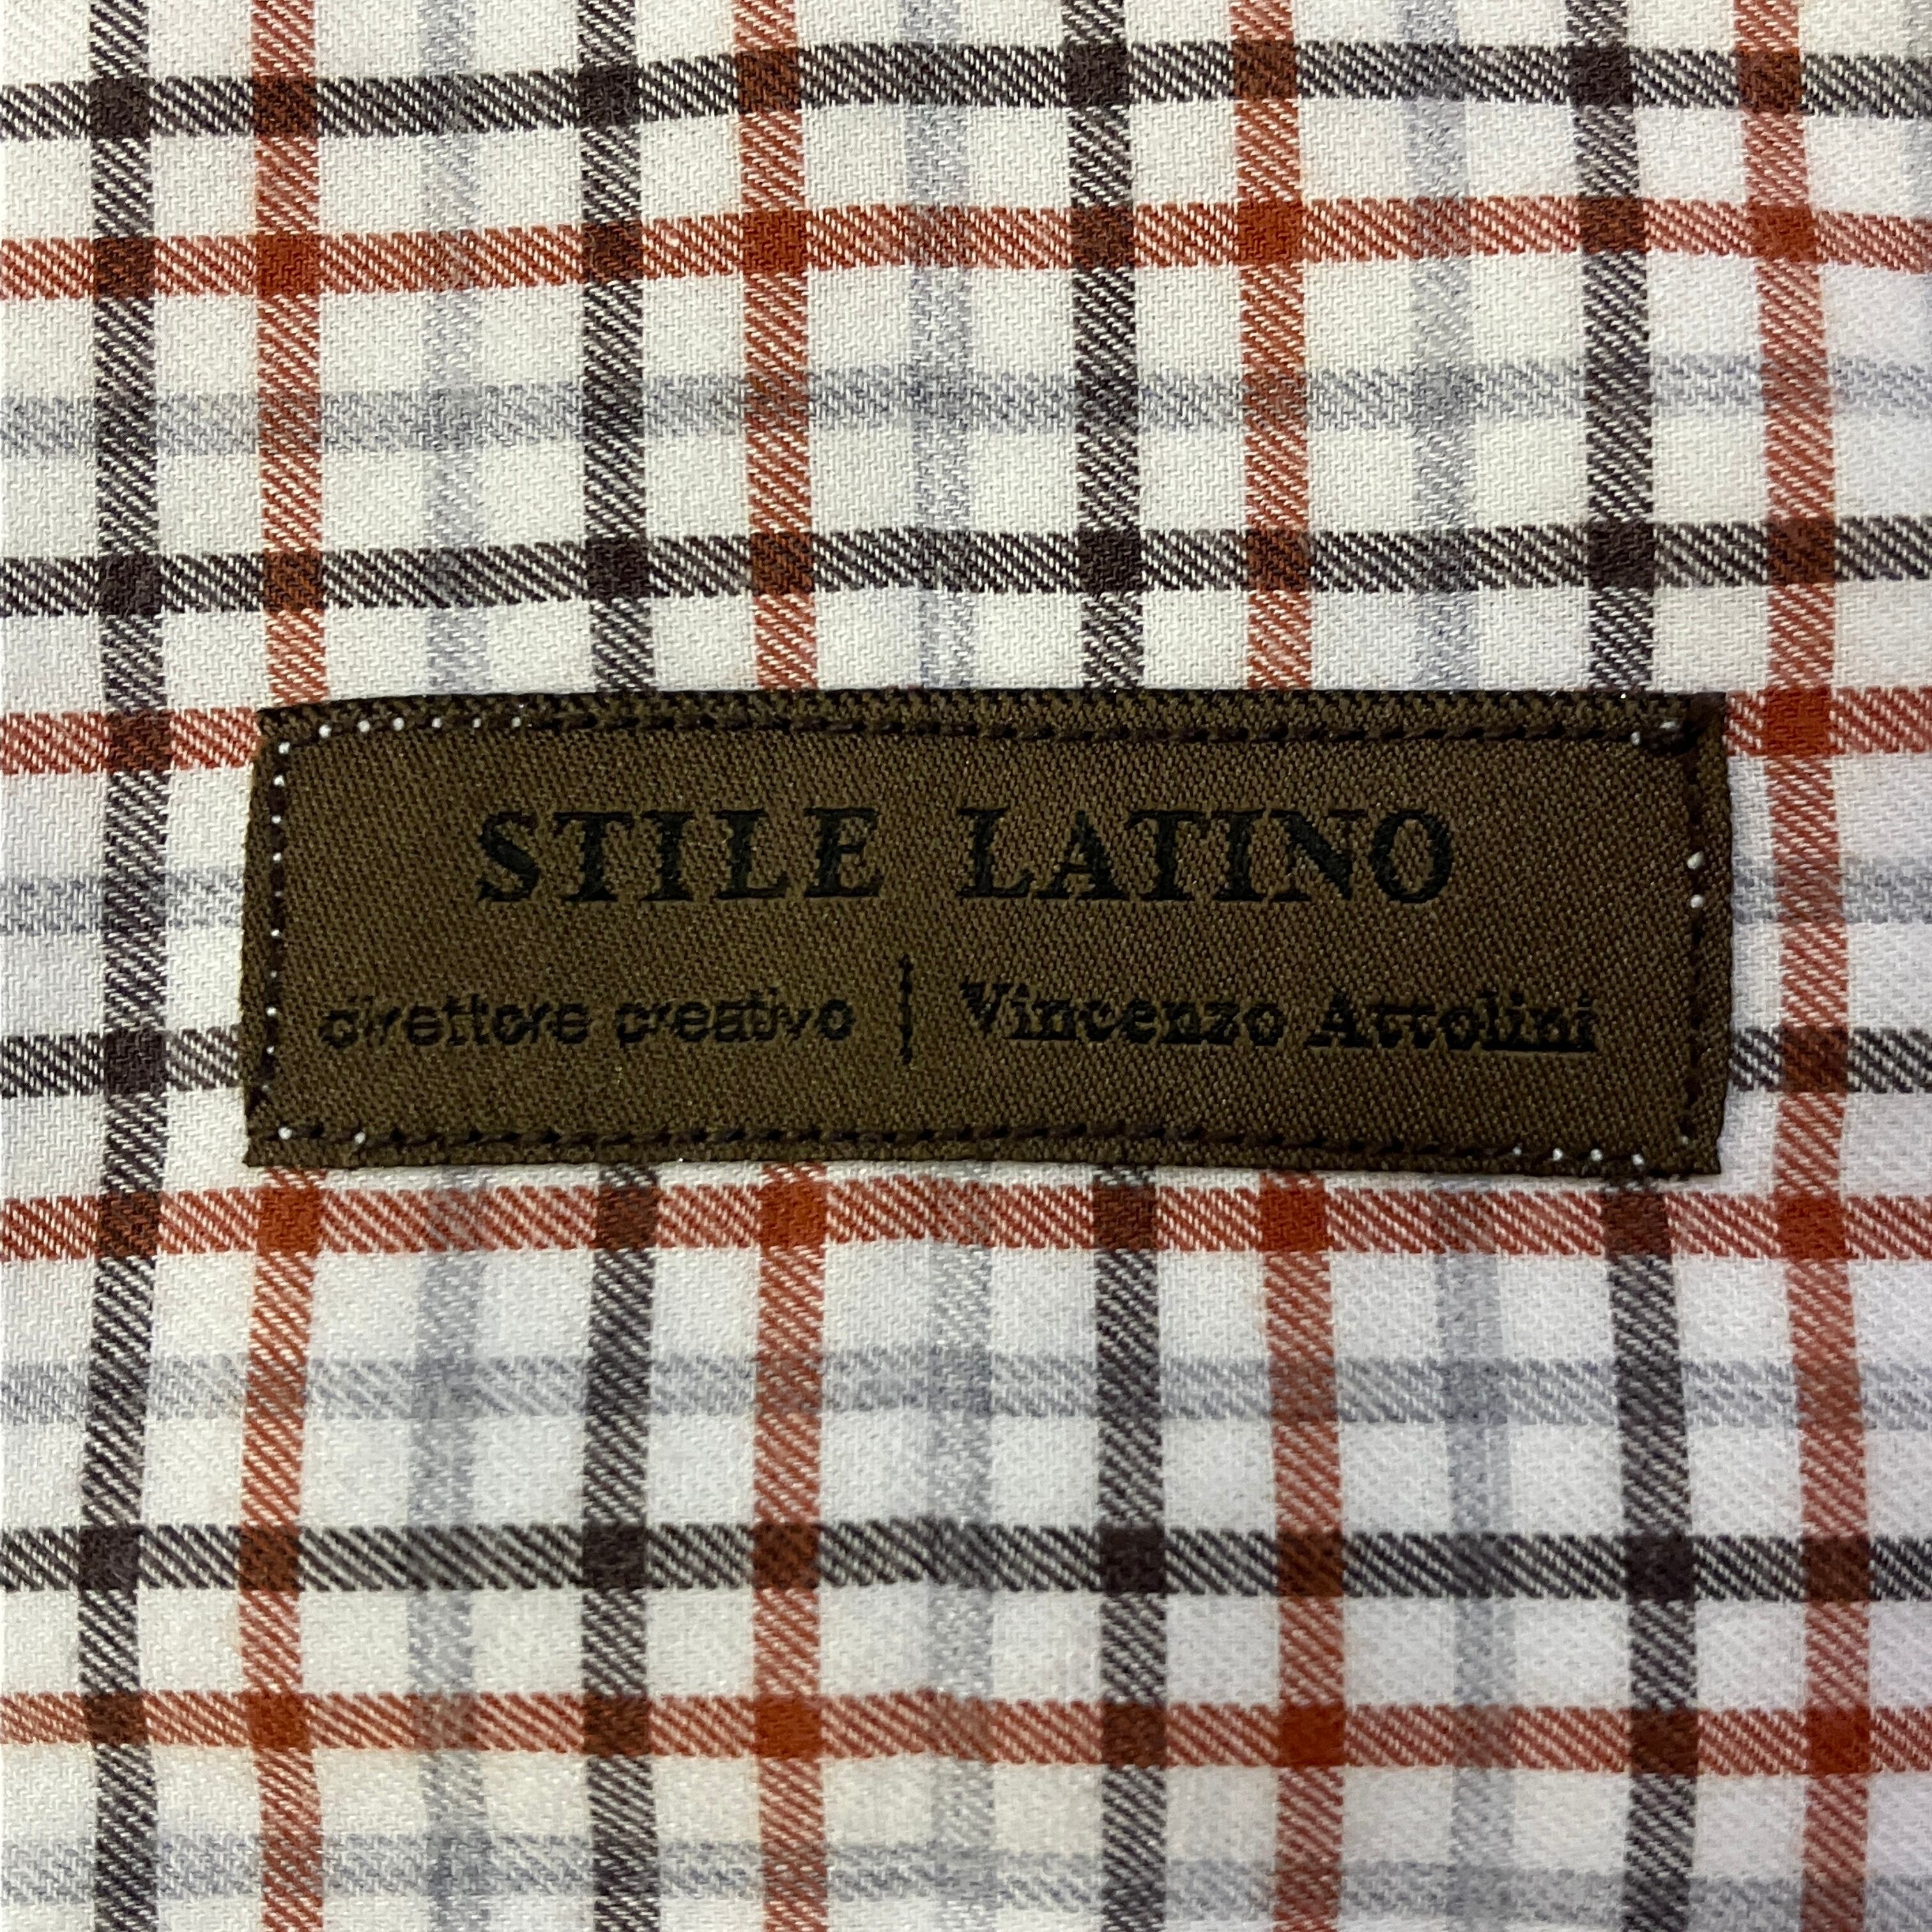 STILE LATINO
direttore creativo | Vincenzo Attolini